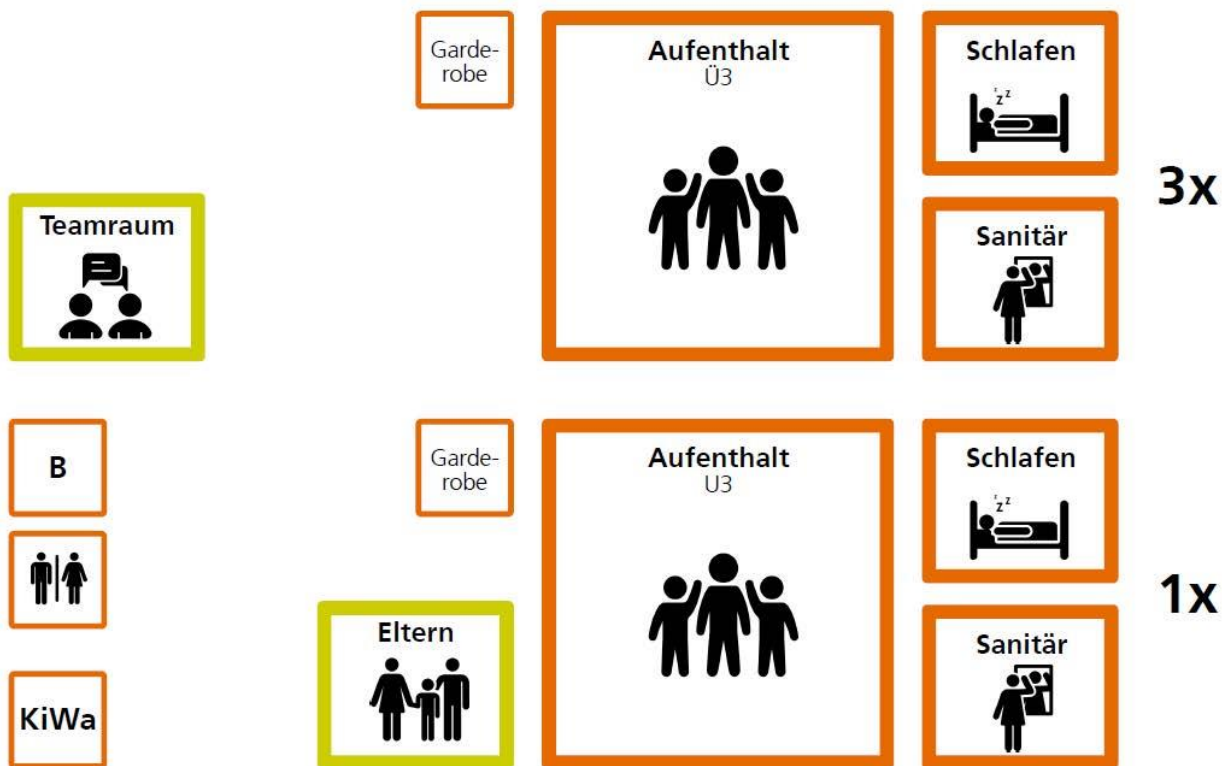 Garde-
robe
Aufenthalt
Ü3
Schlafen
z z z
3x
Teamraum
Sanitär
B
Garde-
robe
Aufenthalt
U3
Schlafen
z z z
1x
Eltern
Sanitär
KiWa